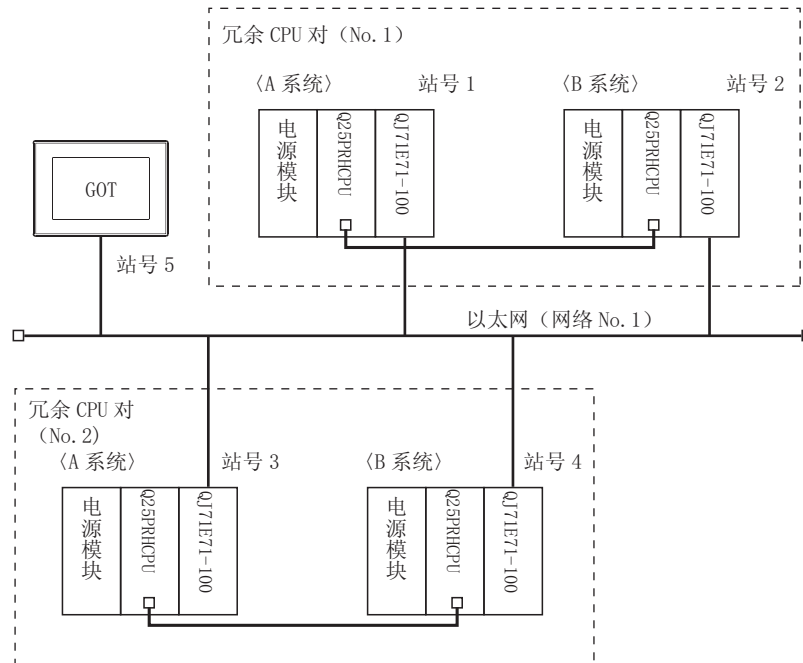 冗余 CPU 对（No.1）
〈A 系统〉 站号 1 〈B 系统〉 站号 2
电源模块 Q25PRHCPU QJ71E71-100
电源模块 Q25PRHCPU QJ71E71-100
GOT
站号 5
以太网（网络 No.1）
冗余 CPU 对
（No.2)
〈A 系统〉 站号 3 〈B 系统〉 站号 4
电源模块 Q25PRHCPU QJ71E71-100
电源模块 Q25PRHCPU QJ71E71-100